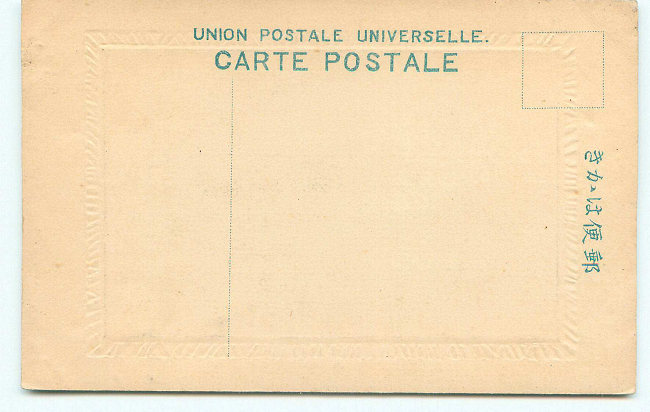 UNION POSTALE UNIVERSELLE.
CARTE POSTALE
きかは便郵